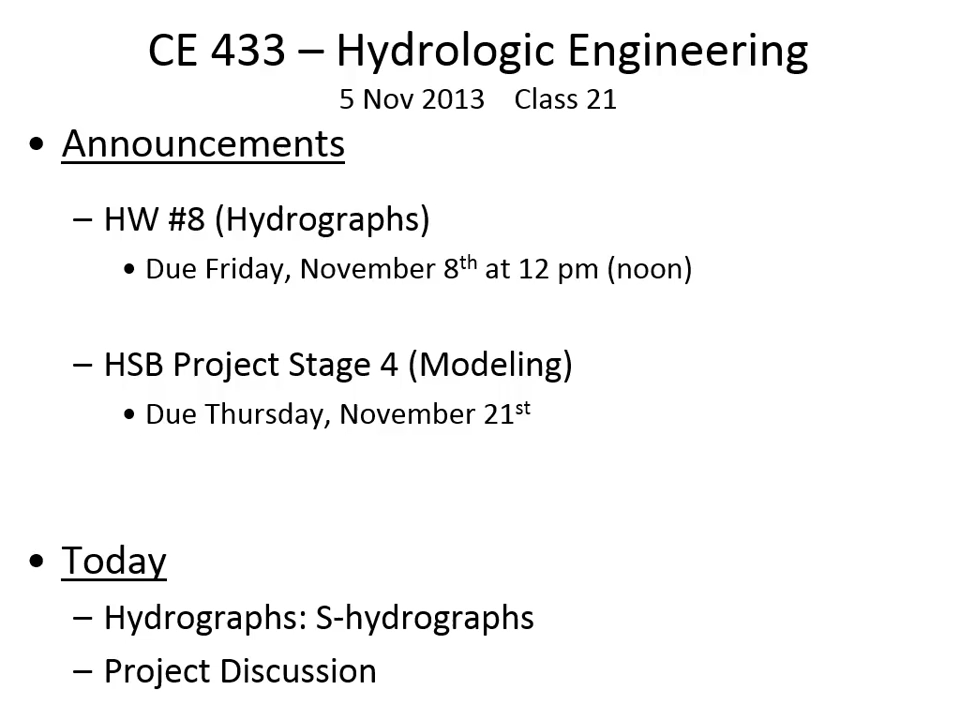 CE 433 – Hydrologic Engineering
5 Nov 2013 Class 21
• Announcements
– HW #8 (Hydrographs)
• Due Friday, November 8th at 12 pm (noon)
– HSB Project Stage 4 (Modeling)
• Due Thursday, November 21st
• Today
– Hydrographs: S-hydrographs
– Project Discussion